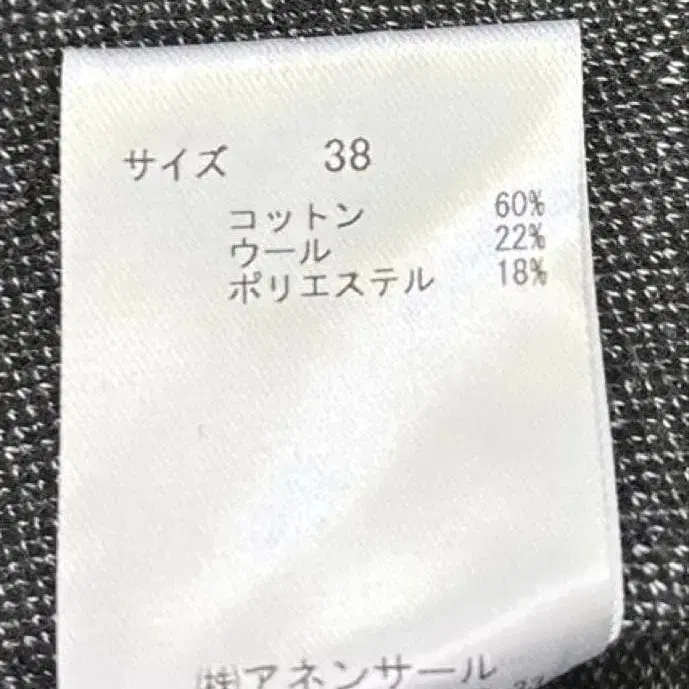 サイズ 38
コットン 60%
ウール 22%
ポリエステル 18%
㈱アネンサール